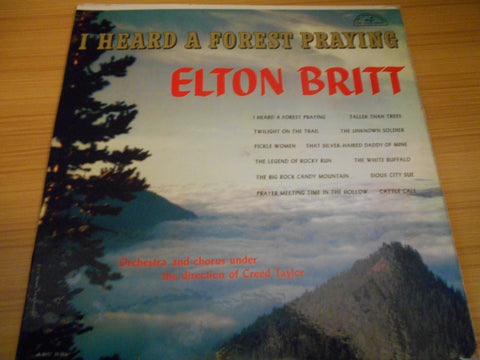 I HEARD A FOREST PRAYING
ELTON BRITT
I HEARD A FOREST PRAYING TALLER THAN TREES
TWILIGHT ON THE TRAIL THE UNKNOWN SOLDIER
FICKLE WOMEN THAT SILVER-HAIRED DADDY OF MINE
THE LEGEND OF ROCKY RUN THE WHITE BUFFALO
THE BIG ROCK CANDY MOUNTAIN SIOUX CITY SUE
PRAYER MEETING TIME IN THE HOLLOW CATTLE CALL
Orchestra and chorus under
the direction of Creed Taylor